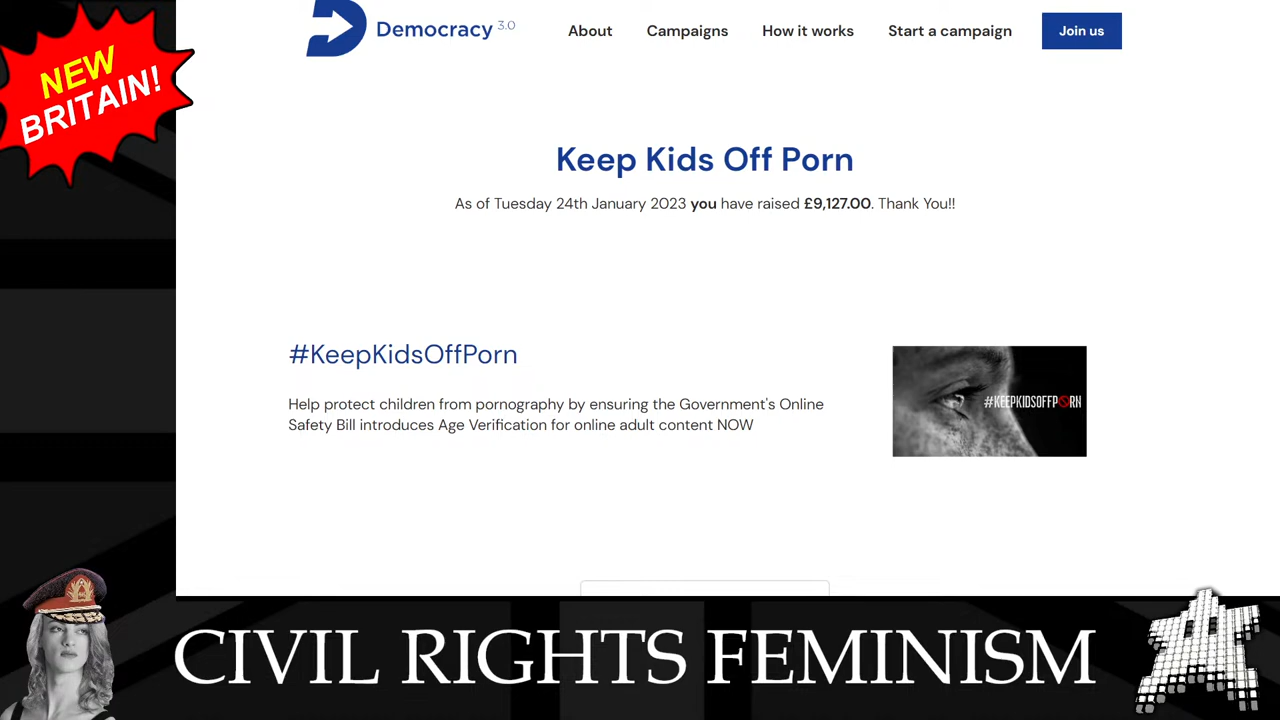 NEW
BRITAIN!
Democracy 3.0
About
Campaigns
How it works
Start a campaign
Join us
Keep Kids Off Porn
As of Tuesday 24th January 2023 you have raised £9,127.00. Thank You!!
#KeepKidsOffPorn
Help protect children from pornography by ensuring the Government's Online
Safety Bill introduces Age Verification for online adult content NOW
#KEEPKIDSOFFPORN
CIVIL RIGHTS FEMINISM